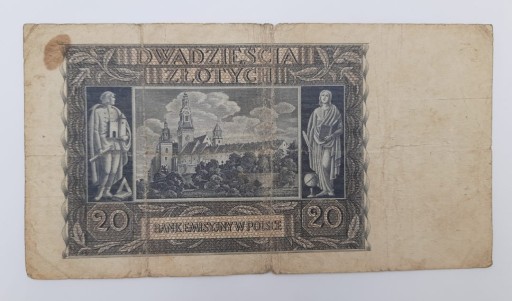 DWADZIEŚCIA
ZŁOTYCH
20
BANK EMISYJNY W POLSCE
20